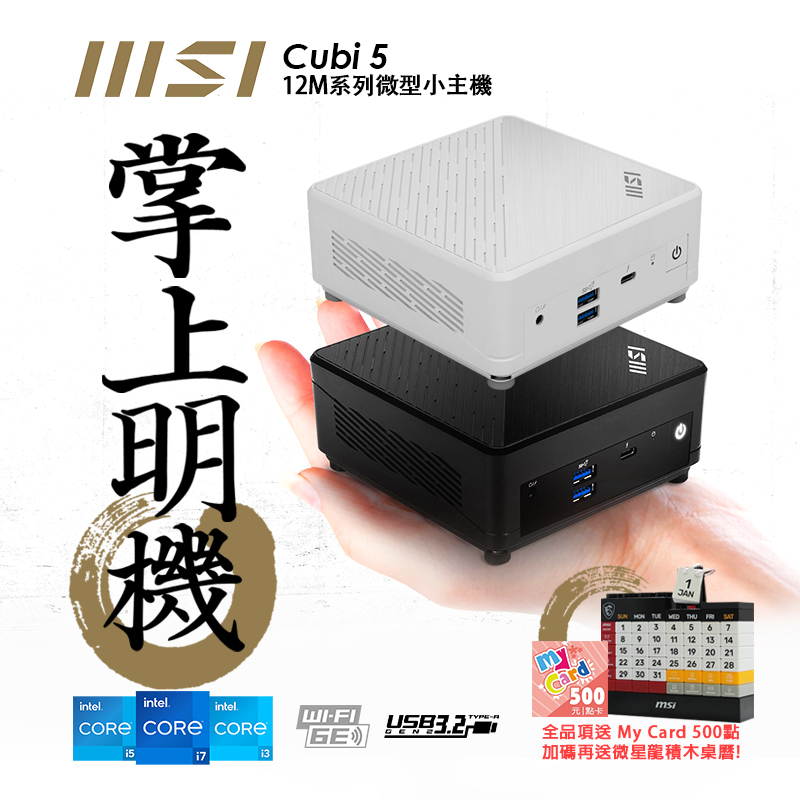 msi
Cubi 5
12M系列微型小主機
掌上明機
msi
msi
1
JAN
SUN MON TUE WED THU FRI SAT
1 2 3 4 5 6 7
8 9 10 11 12 13 14
15 16 17 18 19 20 21
22 23 24 25 26 27 28
29 30 31
msi
My Card
500
元|點卡
intel
CORE
i5
intel
CORE
i7
intel
CORE
i3
WI-FI
6E
USB3.2
GEN2
TYPE-A
全品項送 My Card 500點
加碼再送微星龍積木桌曆!